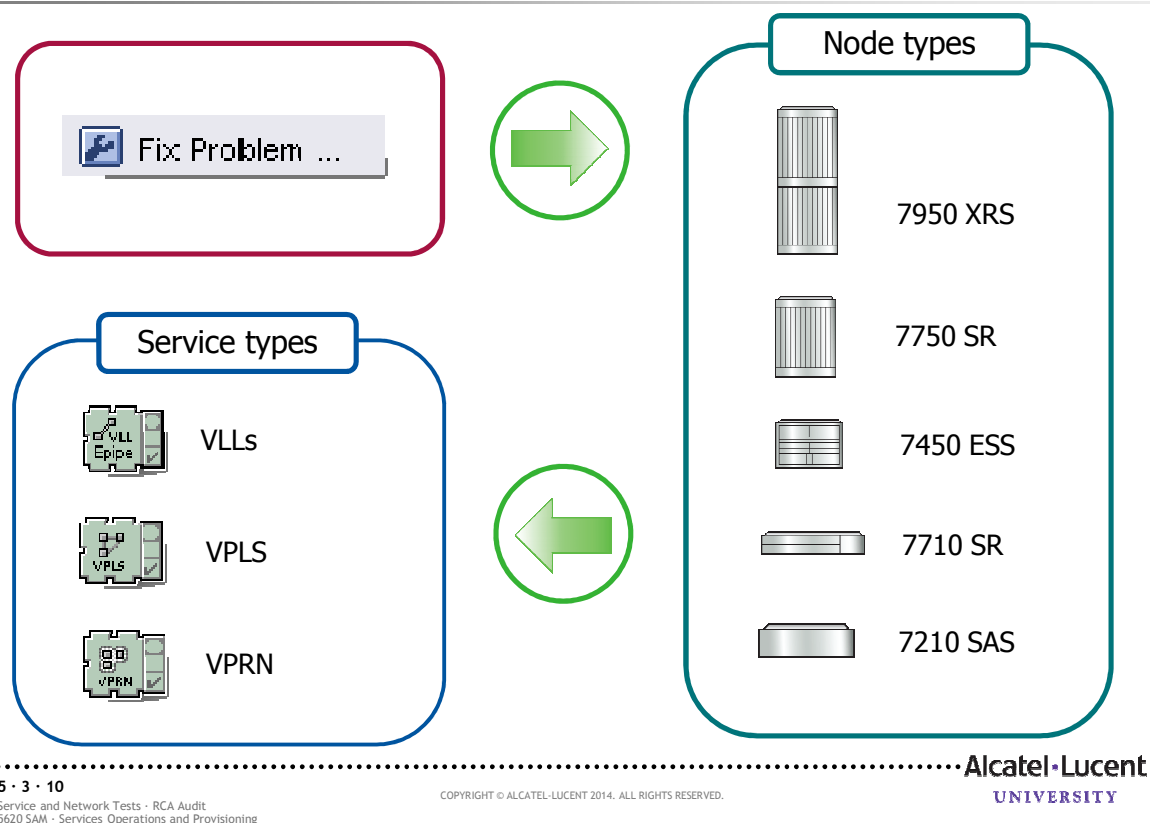 Fix Problem ...
Node types
7950 XRS
7750 SR
7450 ESS
7710 SR
7210 SAS
Service types
VLL
Epipe
VLLs
VPLS
VPLS
VPRN
VPRN
5 · 3 · 10
Service and Network Tests · RCA Audit
5620 SAM · Services Operations and Provisioning
COPYRIGHT © ALCATEL-LUCENT 2014. ALL RIGHTS RESERVED.
Alcatel·Lucent
UNIVERSITY